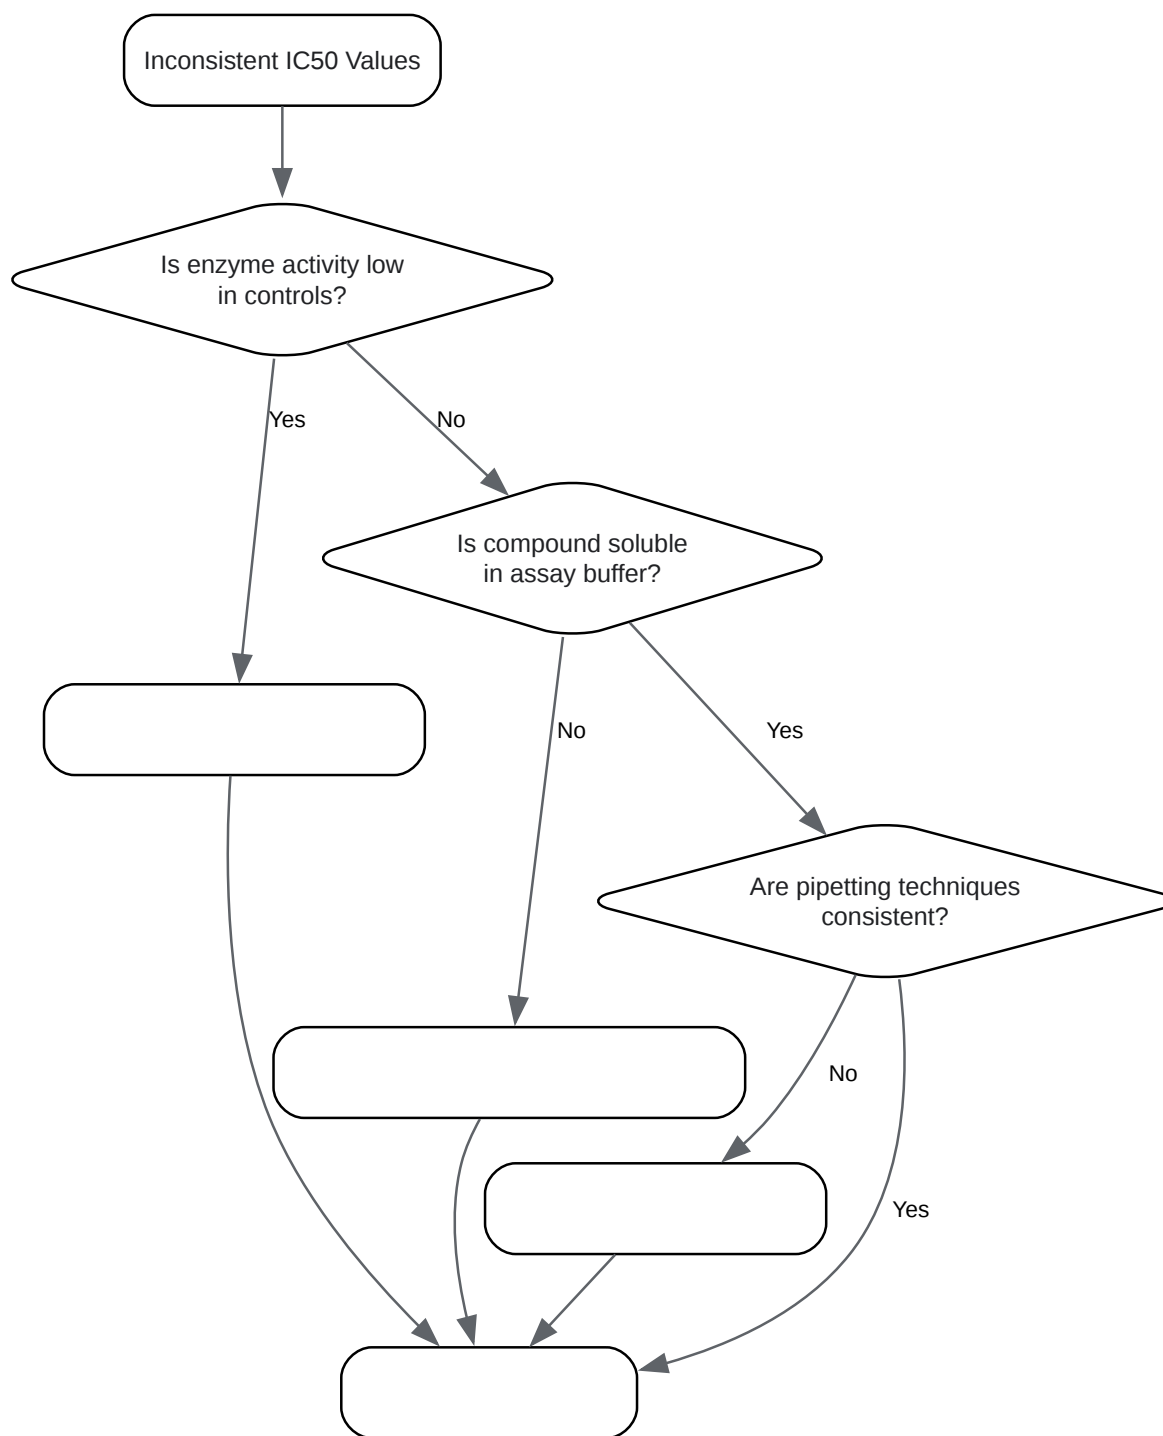 Inconsistent IC50 Values
Is enzyme activity low
in controls?
Yes
No
Is compound soluble
in assay buffer?
No
Yes
Are pipetting techniques
consistent?
No
Yes